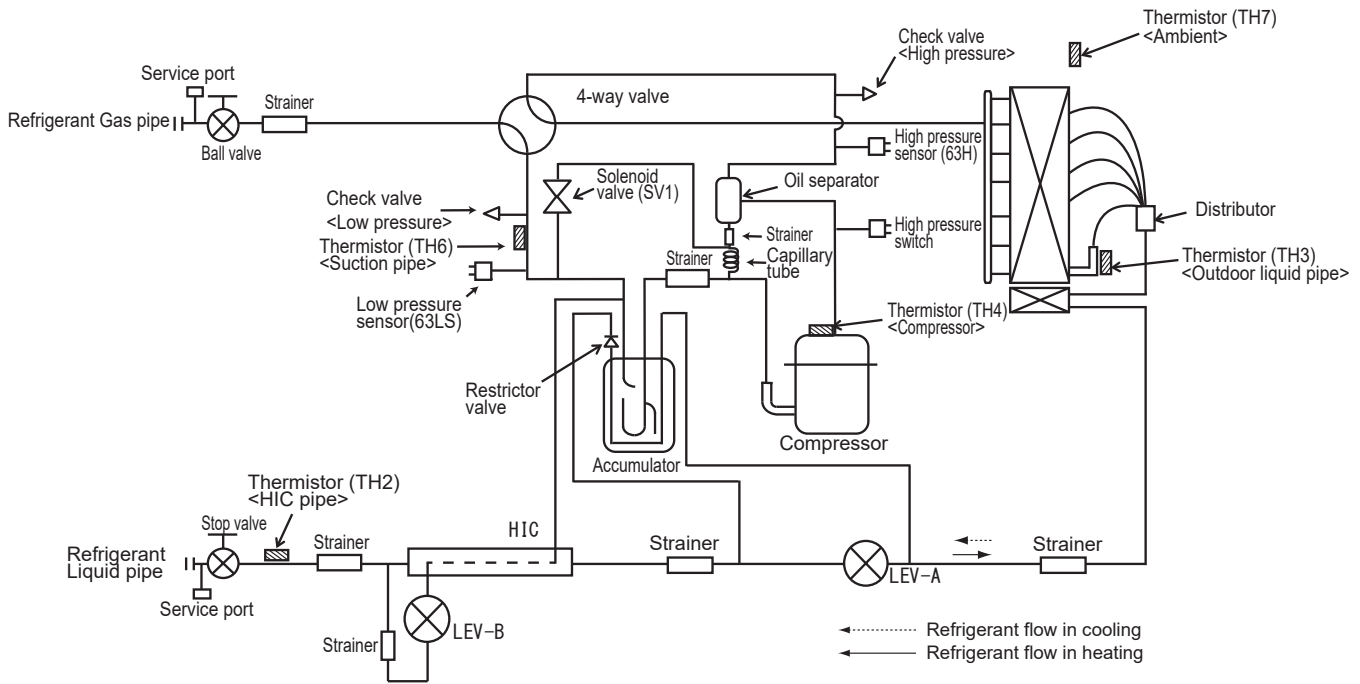 Thermistor (TH7)
<Ambient>
Check valve
<High pressure>
Service port
Strainer
4-way valve
Refrigerant Gas pipe
Ball valve
High pressure
sensor (63H)
Solenoid
valve (SV1)
Oil separator
Check valve
<Low pressure>
Thermistor (TH6)
<Suction pipe>
Distributor
High pressure
switch
Strainer
Strainer
Capillary
tube
Thermistor (TH3)
<Outdoor liquid pipe>
Low pressure
sensor(63LS)
Thermistor (TH4)
<Compressor>
Restrictor
valve
Compressor
Accumulator
Thermistor (TH2)
<HIC pipe>
Stop valve
HIC
Strainer
Strainer
Strainer
Refrigerant
Liquid pipe
LEV-A
Service port
LEV-B
Strainer
Refrigerant flow in cooling
Refrigerant flow in heating